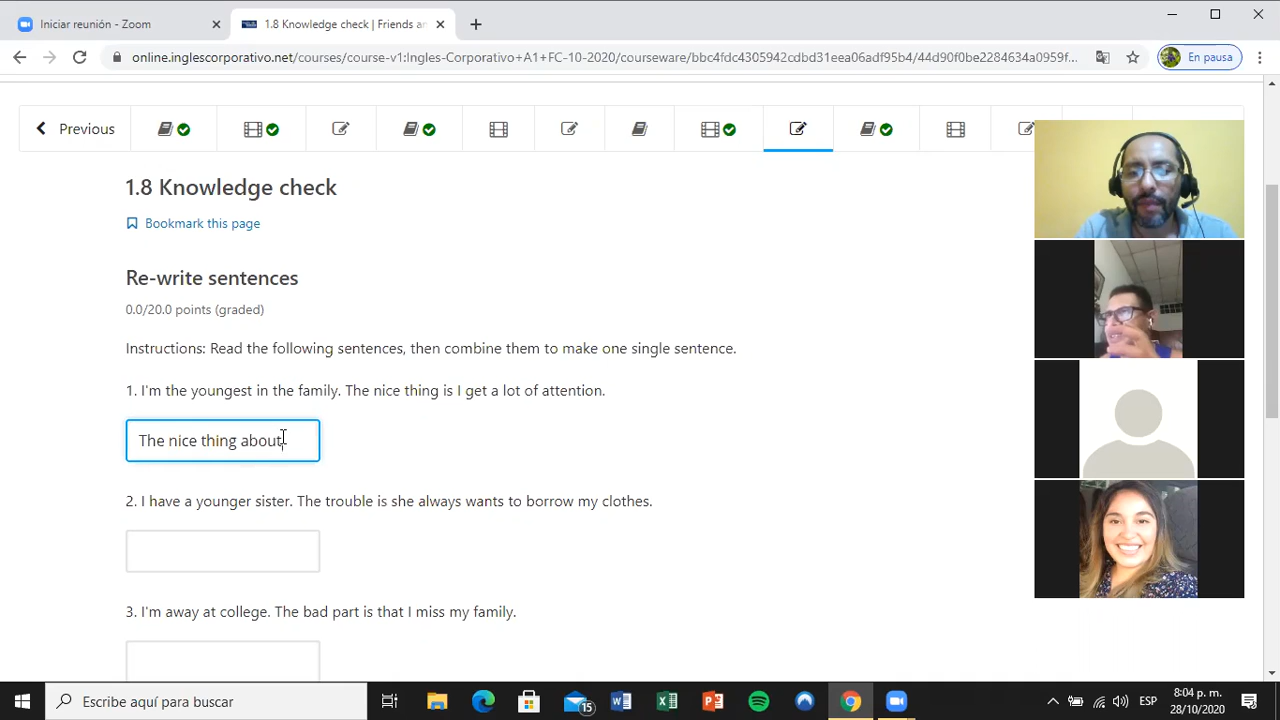 Iniciar reunión - Zoom
1.8 Knowledge check | Friends an
online.inglescorporativo.net/courses/course-v1:Ingles-Corporativo+A1+FC-10-2020/courseware/bbc4fdc4305942cdbd31eea06adf95b4/44d90f0be2284634a0959f...
En pausa
Previous
1.8 Knowledge check
Bookmark this page
Re-write sentences
0.0/20.0 points (graded)
Instructions: Read the following sentences, then combine them to make one single sentence.
1. I'm the youngest in the family. The nice thing is I get a lot of attention.
The nice thing about
2. I have a younger sister. The trouble is she always wants to borrow my clothes.
3. I'm away at college. The bad part is that I miss my family.
Escribe aquí para buscar
15
ESP
8:04 p. m.
28/10/2020